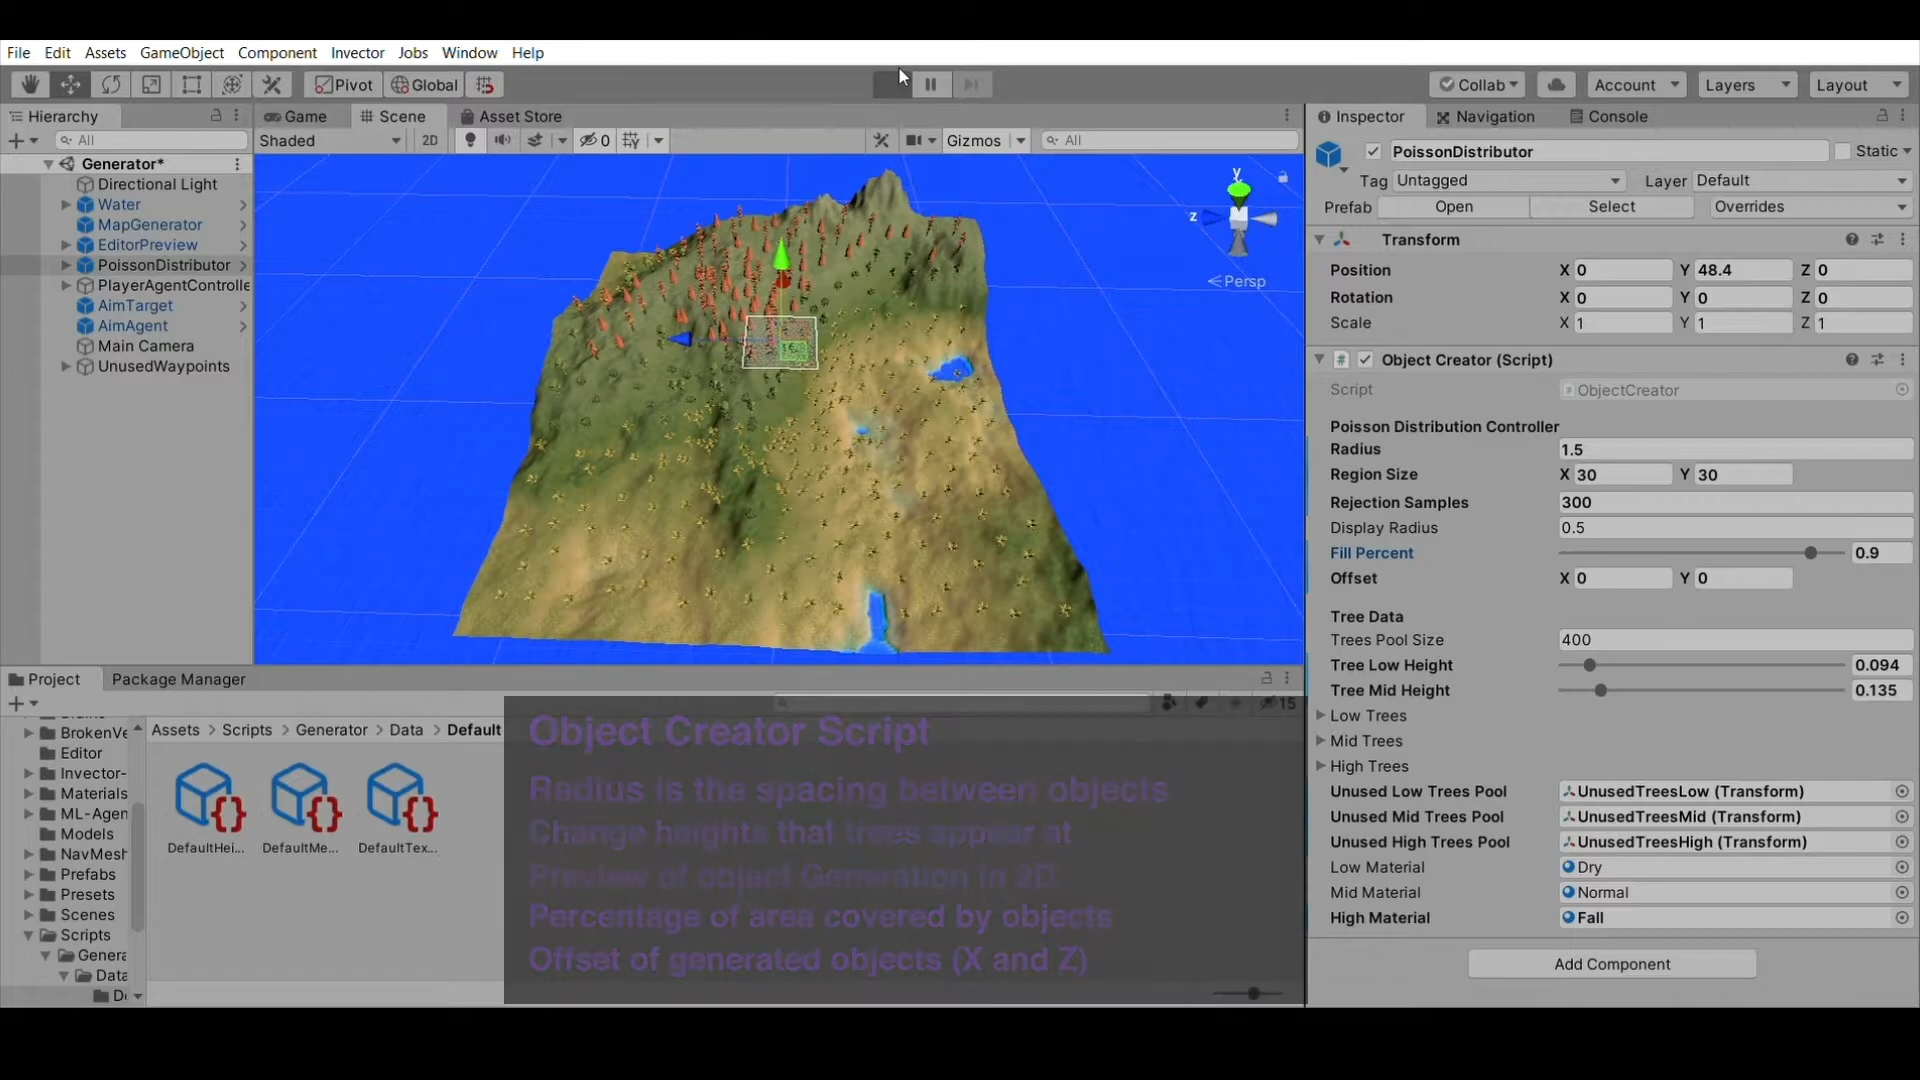 File Edit Assets GameObject Component Invector Jobs Window Help
Pivot Global Collab Account Layers Layout
Hierarchy
All
Generator*
Directional Light
Water
MapGenerator
EditorPreview
PoissonDistributor
PlayerAgentControlle
AimTarget
AimAgent
Main Camera
UnusedWaypoints
Game Scene Asset Store
Shaded 2D 0 Gizmos All
y
z
Persp
Inspector Navigation Console
PoissonDistributor Static
Tag Untagged Layer Default
Prefab Open Select Overrides
Transform
Position X 0 Y 48.4 Z 0
Rotation X 0 Y 0 Z 0
Scale X 1 Y 1 Z 1
Object Creator (Script)
Script ObjectCreator
Poisson Distribution Controller
Radius 1.5
Region Size X 30 Y 30
Rejection Samples 300
Display Radius 0.5
Fill Percent 0.9
Offset X 0 Y 0
Tree Data
Trees Pool Size 400
Tree Low Height 0.094
Tree Mid Height 0.135
Low Trees
Mid Trees
High Trees
Unused Low Trees Pool UnusedTreesLow (Transform)
Unused Mid Trees Pool UnusedTreesMid (Transform)
Unused High Trees Pool UnusedTreesHigh (Transform)
Low Material Dry
Mid Material Normal
High Material Fall
Add Component
Project Package Manager
15
BrokenVe
Editor
Invector-
Materials
ML-Agen
Models
NavMesh
Prefabs
Presets
Scenes
Scripts
Genera
Data
De
Assets > Scripts > Generator > Data > Default
DefaultHei... DefaultMe... DefaultTex...
Object Creator Script
Radius is the spacing between objects
Change heights that trees appear at
Preview of object Generation in 2D
Percentage of area covered by objects
Offset of generated objects (X and Z)